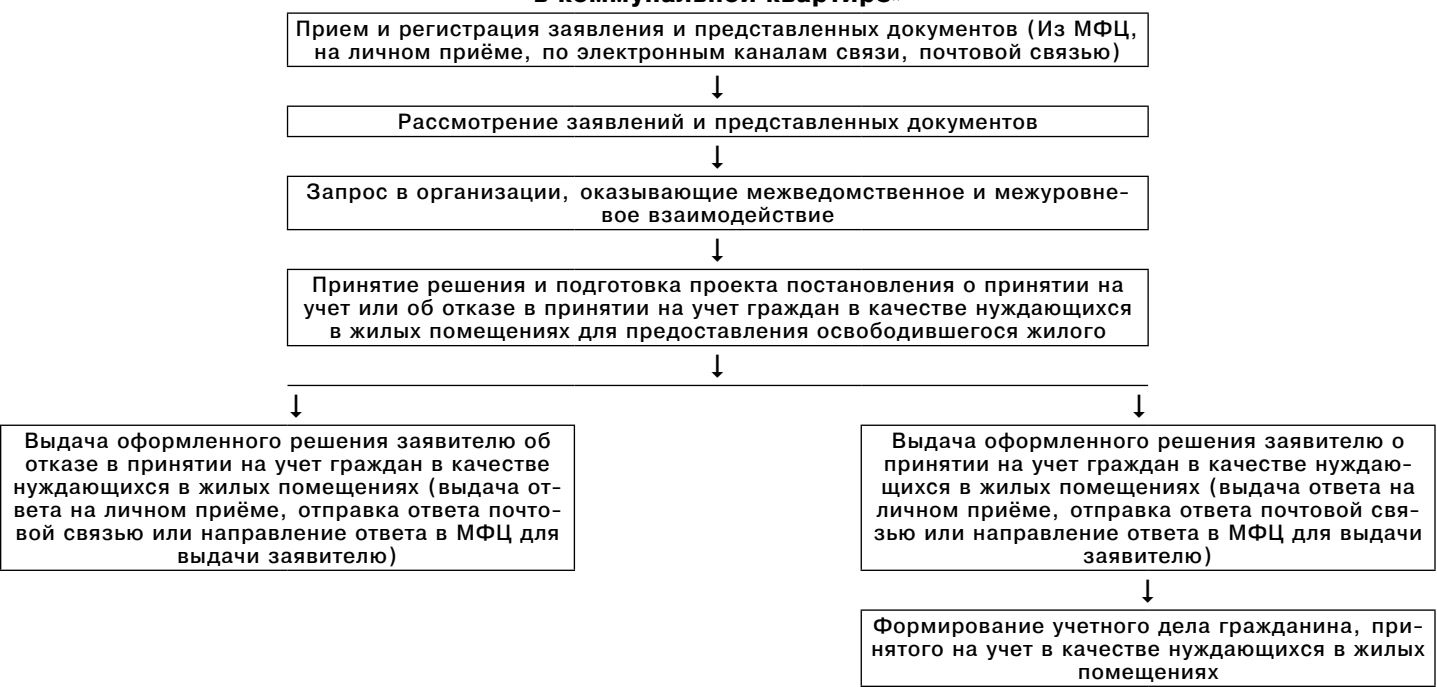 в коммунальной квартире»
Прием и регистрация заявления и представленных документов (Из МФЦ,
на личном приёме, по электронным каналам связи, почтовой связью)
↓
Рассмотрение заявлений и представленных документов
↓
Запрос в организации, оказывающие межведомственное и межуровне-
вое взаимодействие
↓
Принятие решения и подготовка проекта постановления о принятии на
учет или об отказе в принятии на учет граждан в качестве нуждающихся
в жилых помещениях для предоставления освободившегося жилого
↓
↓
Выдача оформленного решения заявителю об
отказе в принятии на учет граждан в качестве
нуждающихся в жилых помещениях (выдача от-
вета на личном приёме, отправка ответа почто-
вой связью или направление ответа в МФЦ для
выдачи заявителю)
↓
Выдача оформленного решения заявителю о
принятии на учет граждан в качестве нуждаю-
щихся в жилых помещениях (выдача ответа на
личном приёме, отправка ответа почтовой свя-
зью или направление ответа в МФЦ для выдачи
заявителю)
↓
Формирование учетного дела гражданина, при-
нятого на учет в качестве нуждающихся в жилых
помещениях